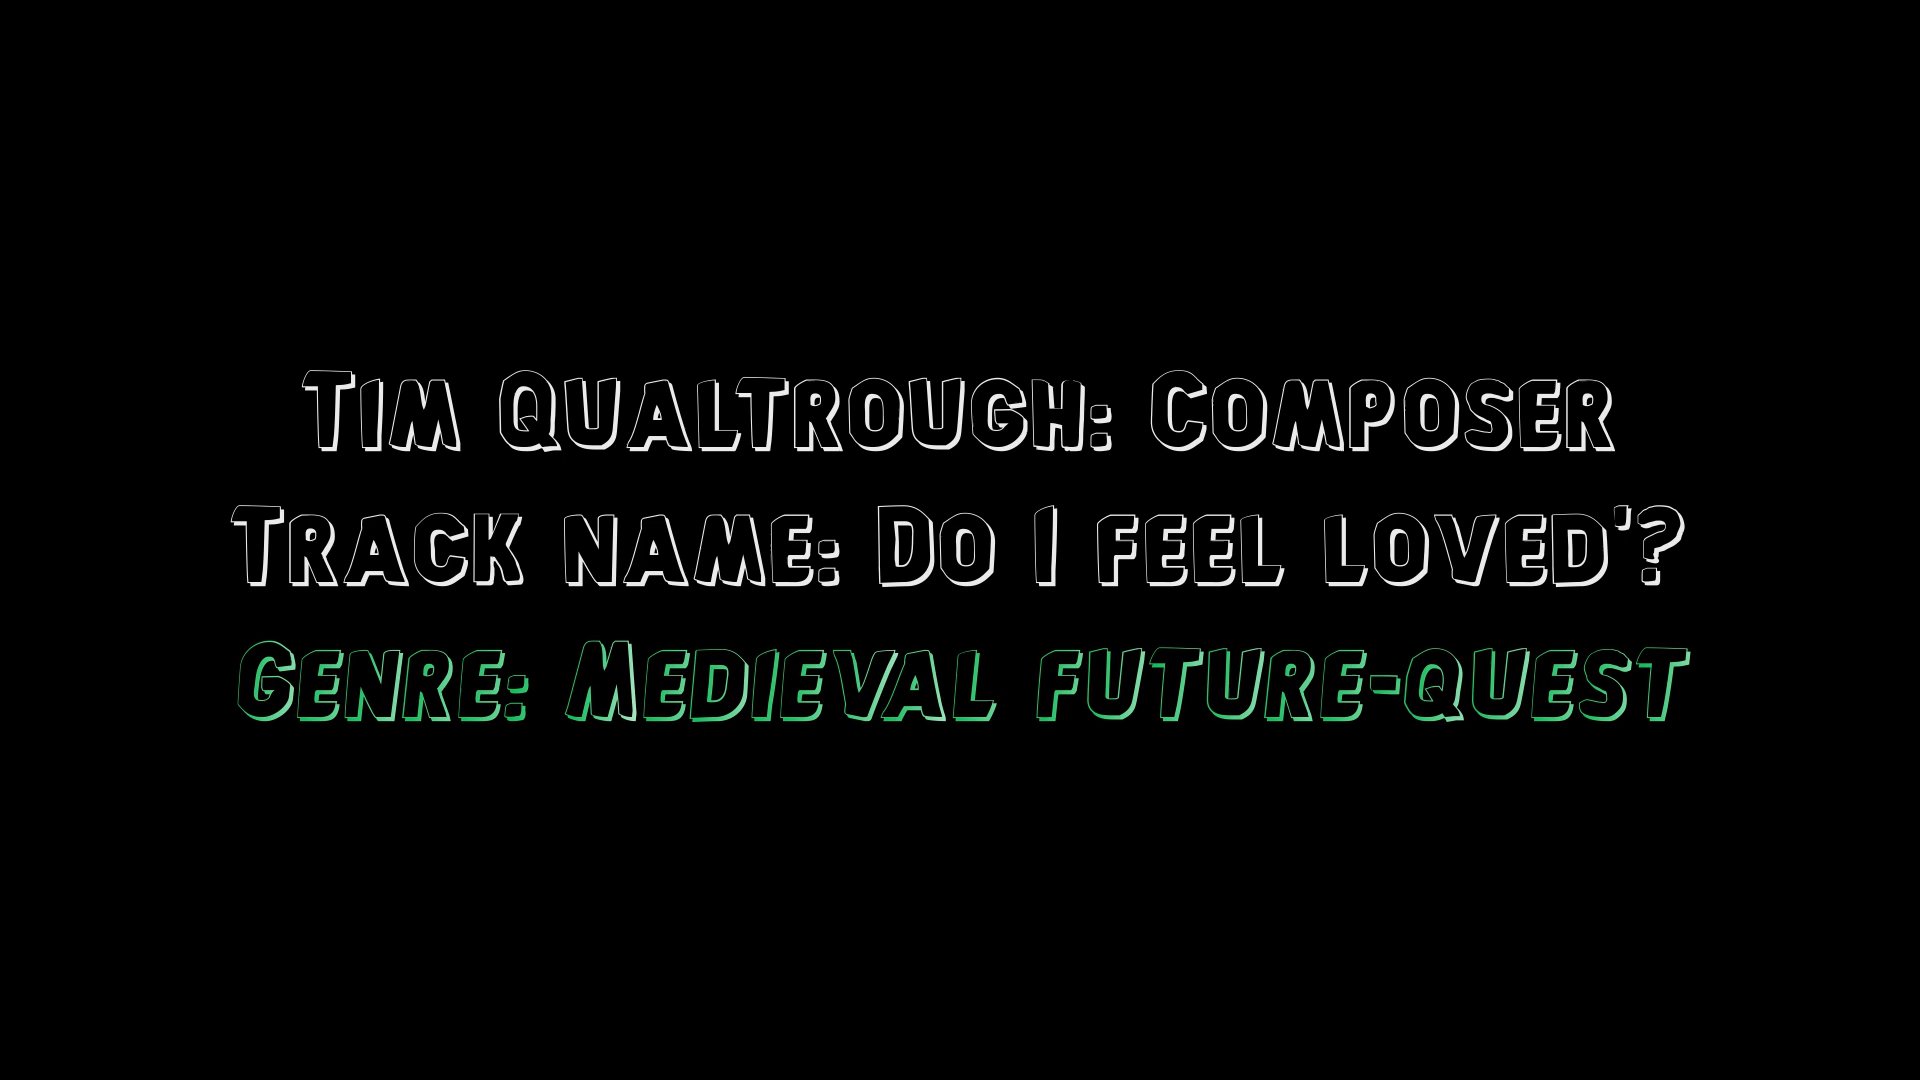 Tim Qualtrough: Composer
Track name: Do I feel loved'?
Genre: Medieval future-quest